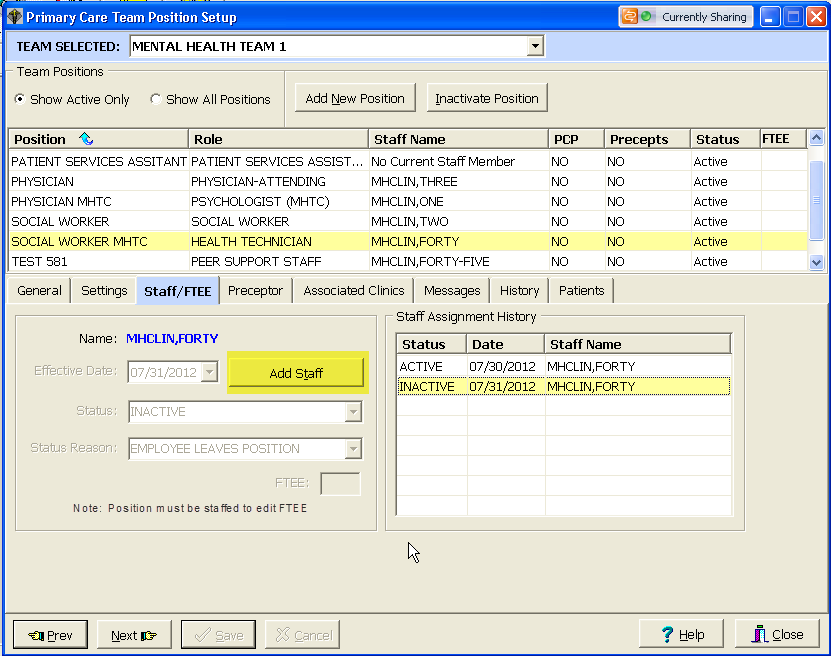 Primary Care Team Position Setup
Currently Sharing
TEAM SELECTED: MENTAL HEALTH TEAM 1
Team Positions
Show Active Only Show All Positions Add New Position Inactivate Position
Position Role Staff Name PCP Precepts Status FTEE
PATIENT SERVICES ASSITANT PATIENT SERVICES ASSIST... No Current Staff Member NO NO Active
PHYSICIAN PHYSICIAN-ATTENDING MHCLIN,THREE NO NO Active
PHYSICIAN MHTC PSYCHOLOGIST (MHTC) MHCLIN,ONE NO NO Active
SOCIAL WORKER SOCIAL WORKER MHCLIN,TWO NO NO Active
SOCIAL WORKER MHTC HEALTH TECHNICIAN MHCLIN,FORTY NO NO Active
TEST 581 PEER SUPPORT STAFF MHCLIN,FORTY-FIVE NO NO Active
General Settings Staff/FTEE Preceptor Associated Clinics Messages History Patients
Name: MHCLIN,FORTY
Effective Date: 07/31/2012 Add Staff
Status: INACTIVE
Status Reason: EMPLOYEE LEAVES POSITION
FTEE:
Note: Position must be staffed to edit FTEE
Staff Assignment History
Status Date Staff Name
ACTIVE 07/30/2012 MHCLIN,FORTY
INACTIVE 07/31/2012 MHCLIN,FORTY
Prev Next Save Cancel Help Close